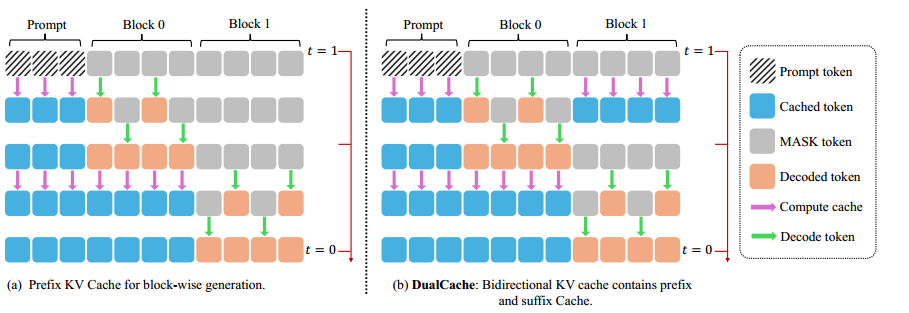 Prompt Block 0 Block 1
t = 1
t = 0
(a) Prefix KV Cache for block-wise generation.
Prompt Block 0 Block 1
t = 1
t = 0
(b) DualCache: Bidirectional KV cache contains prefix
and suffix Cache.
Prompt token
Cached token
MASK token
Decoded token
Compute cache
Decode token